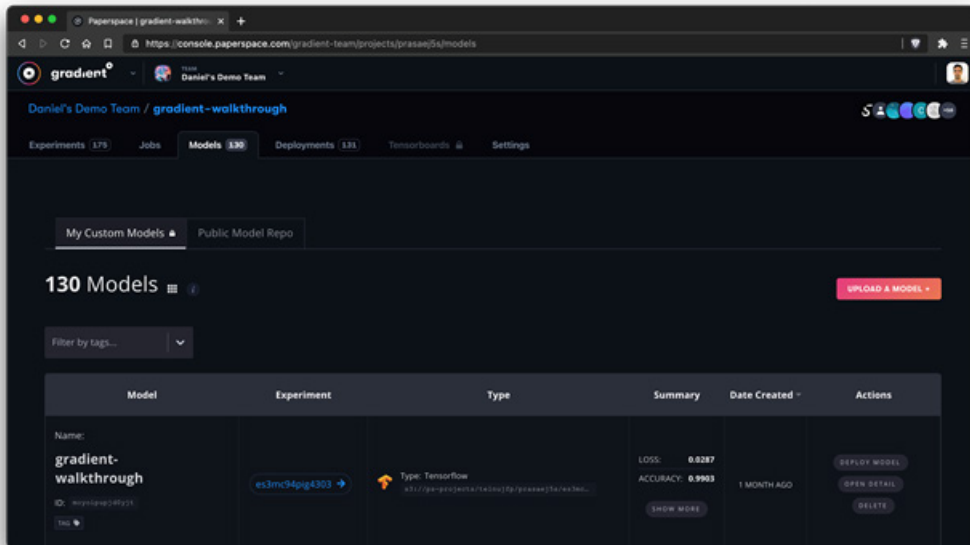 Paperspace | gradient-walkthro
https://console.paperspace.com/gradient-team/projects/prasaej5s/models
gradient°
TEAM
Daniel's Demo Team
Daniel's Demo Team / gradient-walkthrough
Experiments 175 Jobs Models 130 Deployments 131 Tensorboards Settings
My Custom Models Public Model Repo
130 Models
UPLOAD A MODEL +
Filter by tags...
Model Experiment Type Summary Date Created Actions
Name:
gradient-
walkthrough
ID:
TAG
es3mc94pig4303
Type: Tensorflow
LOSS: 0.0287
ACCURACY: 0.9903
SHOW MORE
1 MONTH AGO
DEPLOY MODEL
OPEN DETAIL
DELETE